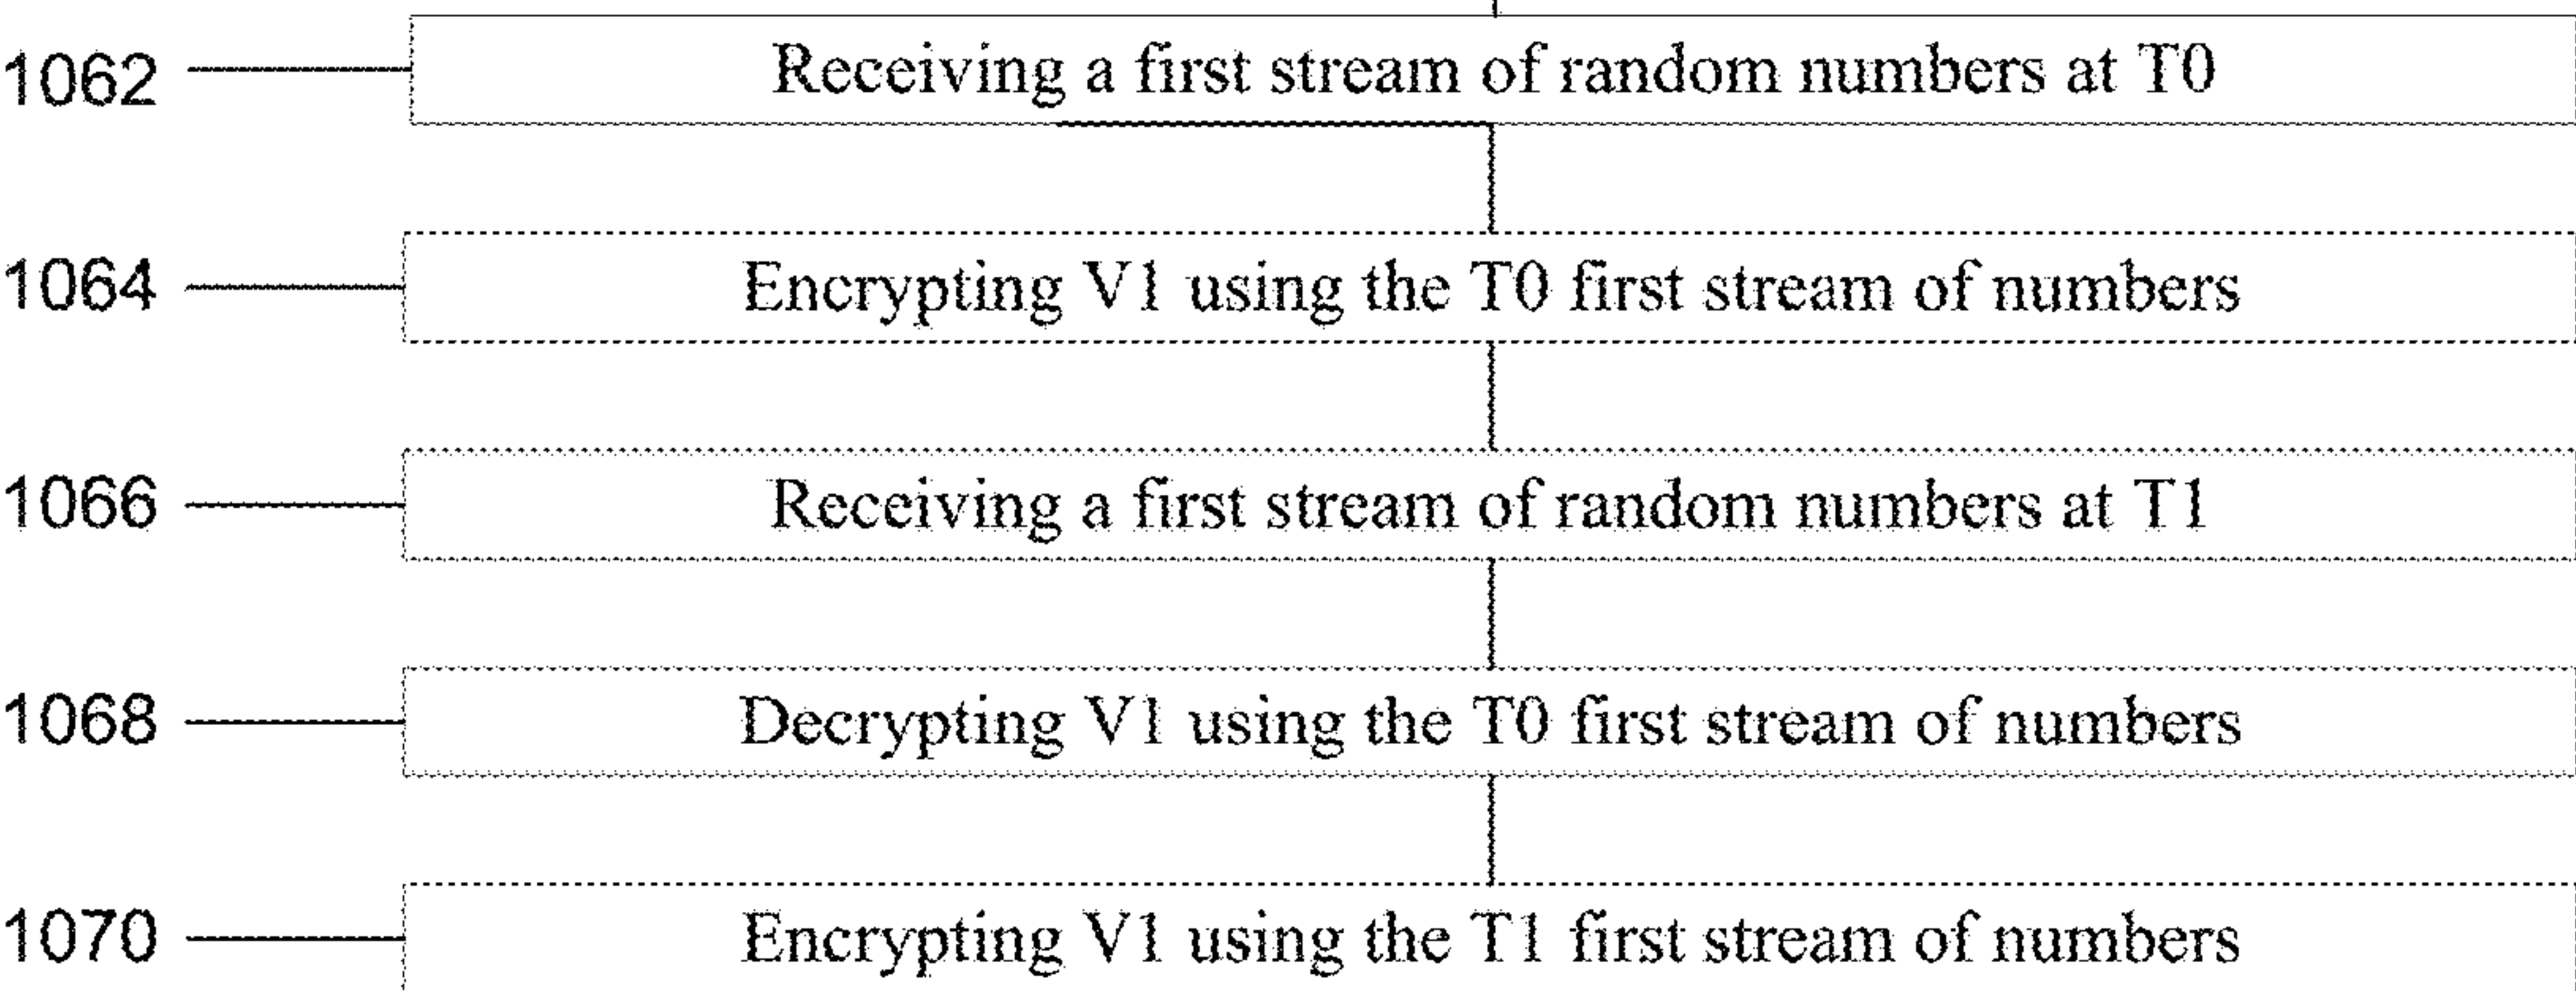 1062 Receiving a first stream of random numbers at T0
1064 Encrypting V1 using the T0 first stream of numbers
1066 Receiving a first stream of random numbers at T1
1068 Decrypting V1 using the T0 first stream of numbers
1070 Encrypting V1 using the T1 first stream of numbers